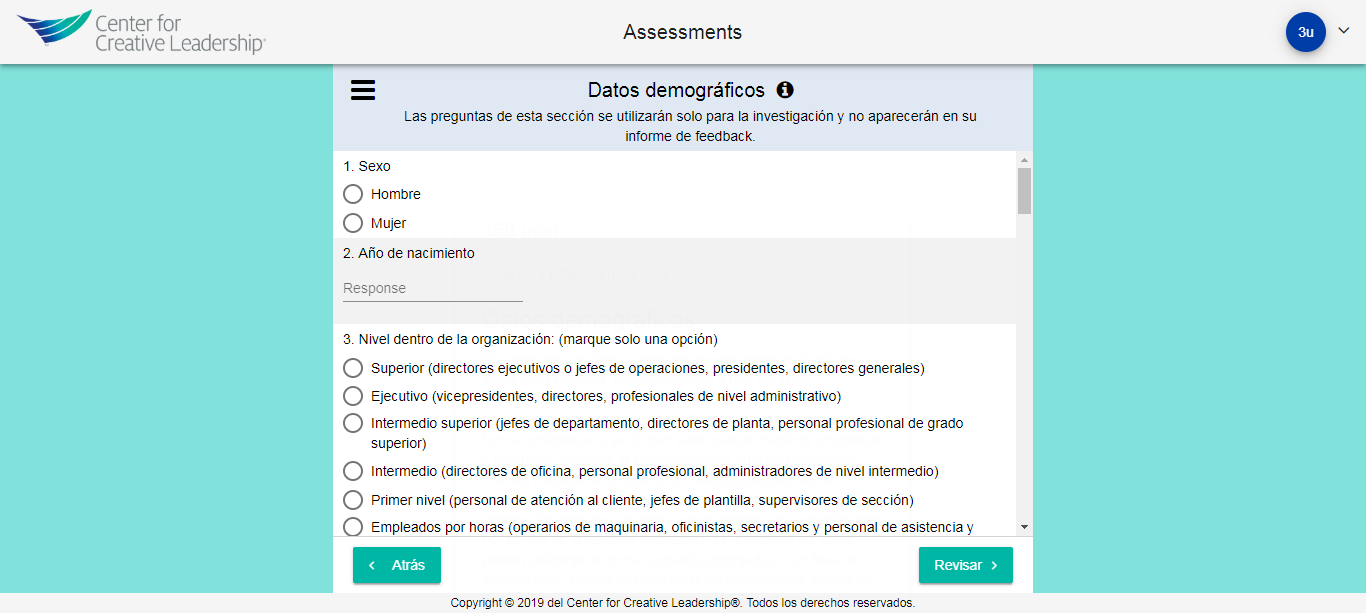 Center for
Creative Leadership®
Assessments
3u
Datos demográficos
Las preguntas de esta sección se utilizarán solo para la investigación y no aparecerán en su
informe de feedback.
1. Sexo
Hombre
Mujer
2. Año de nacimiento
Response
3. Nivel dentro de la organización: (marque solo una opción)
Superior (directores ejecutivos o jefes de operaciones, presidentes, directores generales)
Ejecutivo (vicepresidentes, directores, profesionales de nivel administrativo)
Intermedio superior (jefes de departamento, directores de planta, personal profesional de grado
superior)
Intermedio (directores de oficina, personal profesional, administradores de nivel intermedio)
Primer nivel (personal de atención al cliente, jefes de plantilla, supervisores de sección)
Empleados por horas (operarios de maquinaria, oficinistas, secretarios y personal de asistencia y
Atrás
Revisar
Copyright © 2019 del Center for Creative Leadership®. Todos los derechos reservados.